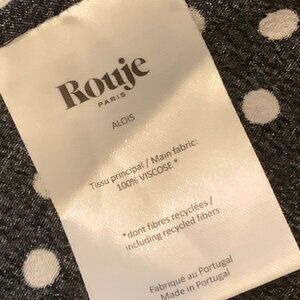 Rouje
PARIS
ALOIS
Tissu principal / Main fabric:
100% VISCOSE *
*dont fibres recyclées /
including recycled fibers
Fabriqué au Portugal
Made in Portugal